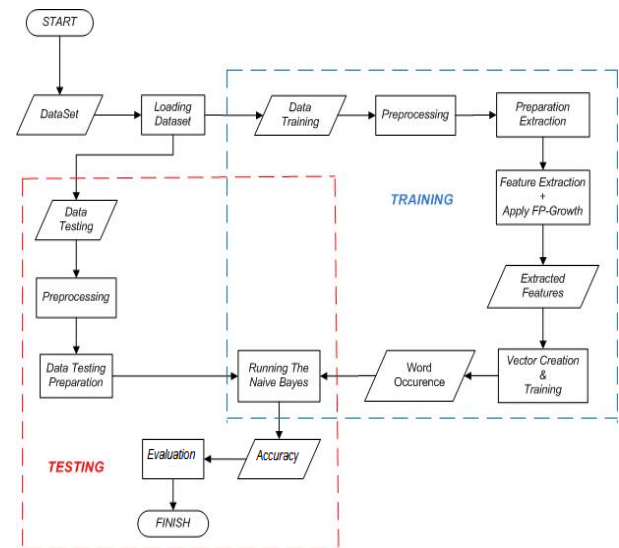 START
DataSet
Loading
Dataset
Data
Training
Preprocessing
Preparation
Extraction
Feature Extraction
+
Apply FP-Growth
TRAINING
Data
Testing
Extracted
Features
Preprocessing
Data Testing
Preparation
Running The
Naive Bayes
Word
Occurence
Vector Creation
&
Training
Evaluation
Accuracy
TESTING
FINISH